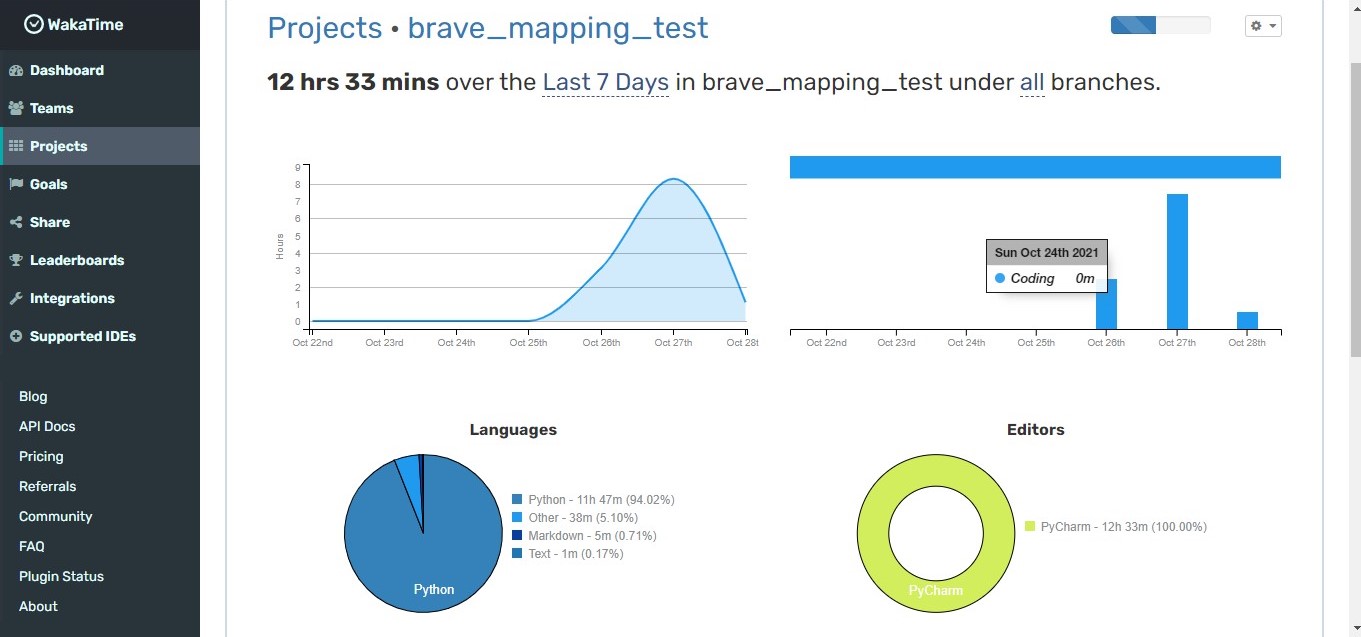 WakaTime
Dashboard
Teams
Projects
Goals
Share
Leaderboards
Integrations
Supported IDEs
Blog
API Docs
Pricing
Referrals
Community
FAQ
Plugin Status
About
Projects • brave_mapping_test
12 hrs 33 mins over the Last 7 Days in brave_mapping_test under all branches.
Hours
9
8
7
6
5
4
3
2
1
0
Oct 22nd Oct 23rd Oct 24th Oct 25th Oct 26th Oct 27th Oct 28t
Sun Oct 24th 2021
Coding 0m
Oct 22nd Oct 23rd Oct 24th Oct 25th Oct 26th Oct 27th Oct 28th
Languages
Python - 11h 47m (94.02%)
Other - 38m (5.10%)
Markdown - 5m (0.71%)
Text - 1m (0.17%)
Python
Editors
PyCharm - 12h 33m (100.00%)
PyCharm